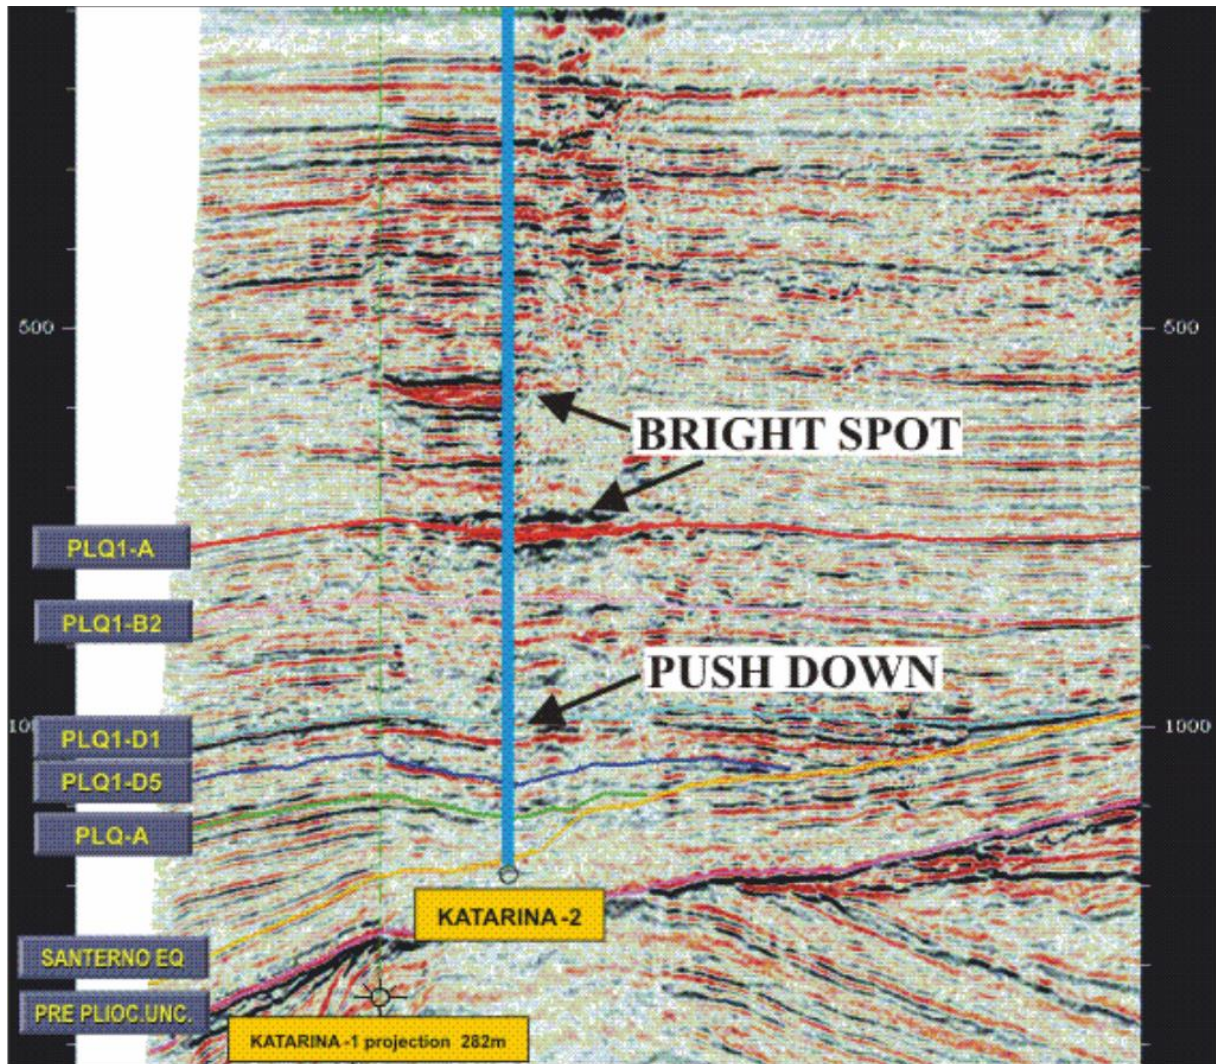 500
500
BRIGHT SPOT
PLQ1-A
PLQ1-B2
PUSH DOWN
1000
PLQ1-D1
PLQ1-D5
PLQ-A
KATARINA -2
SANTERNO EQ
PRE PLIOC.UNC.
KATARINA -1 projection 282m